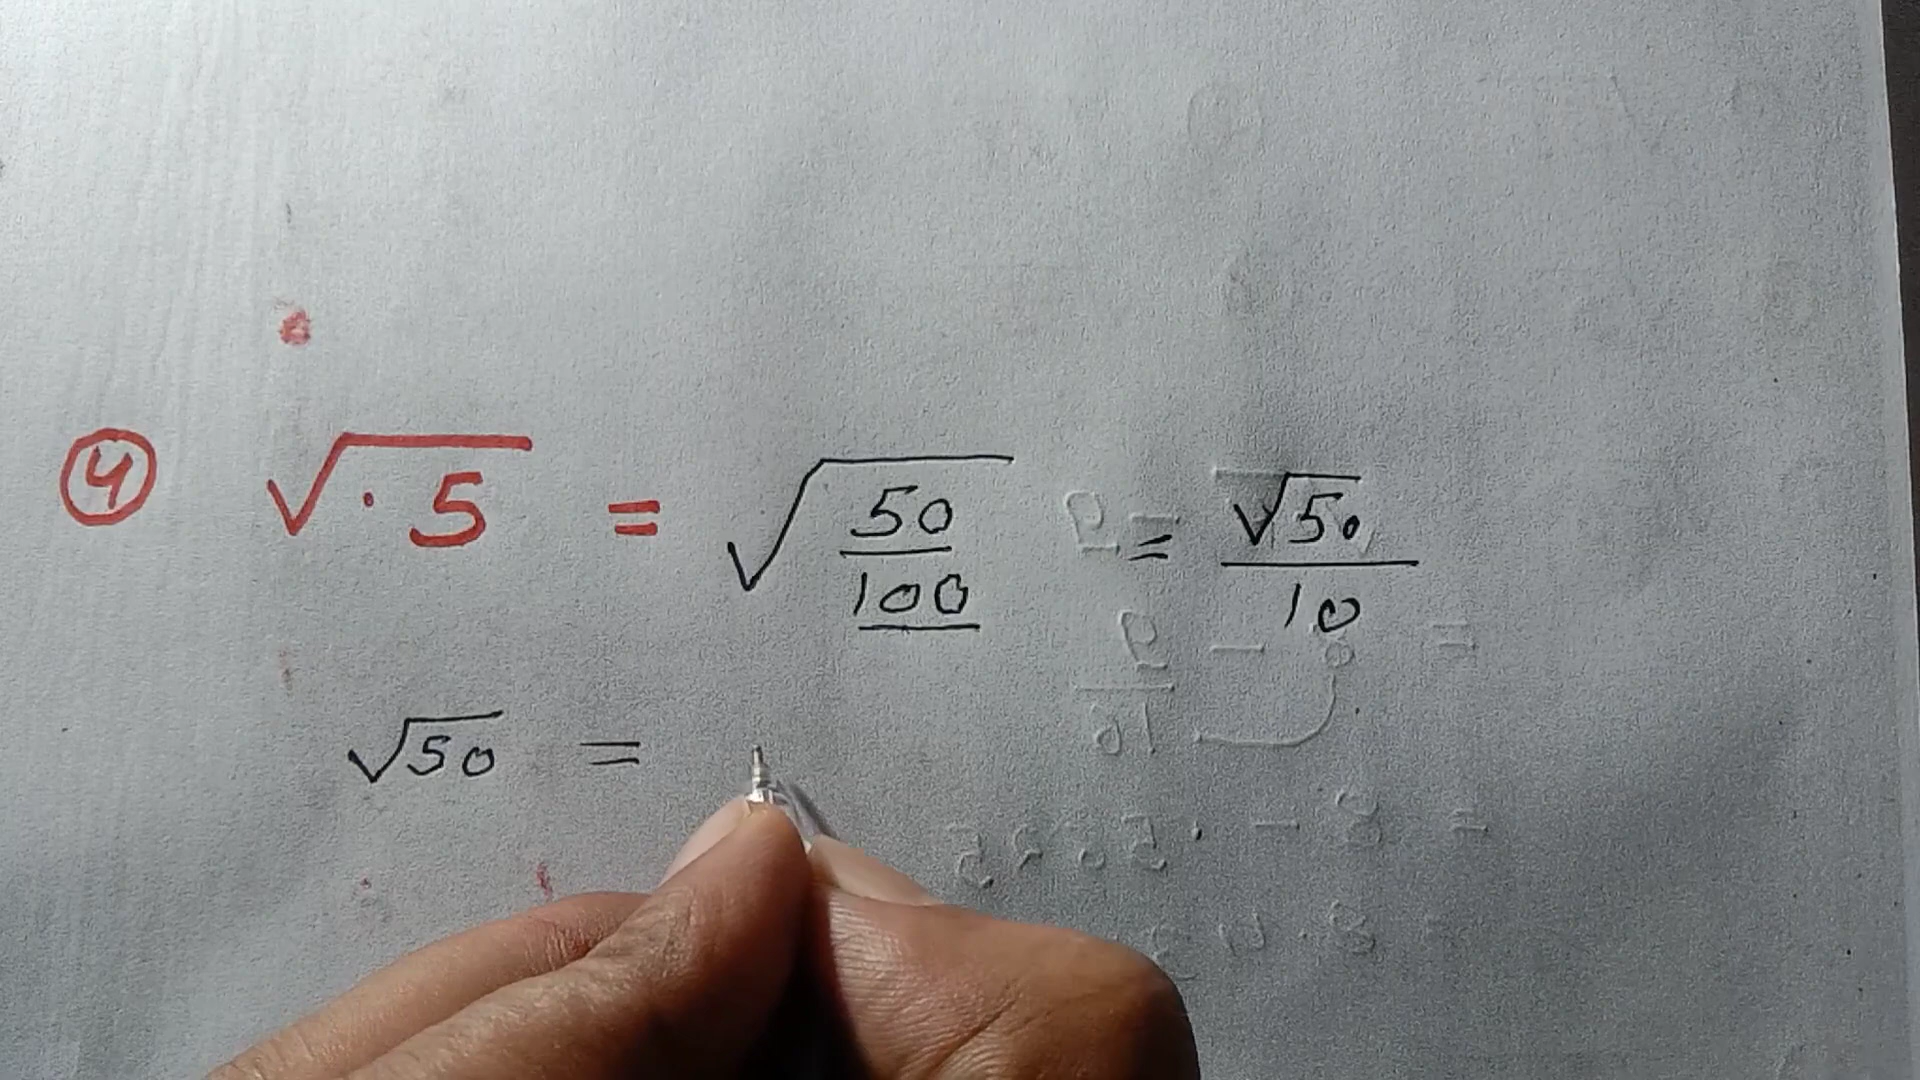 ④ √.5 = √(50/100) = √50/10
√50 =